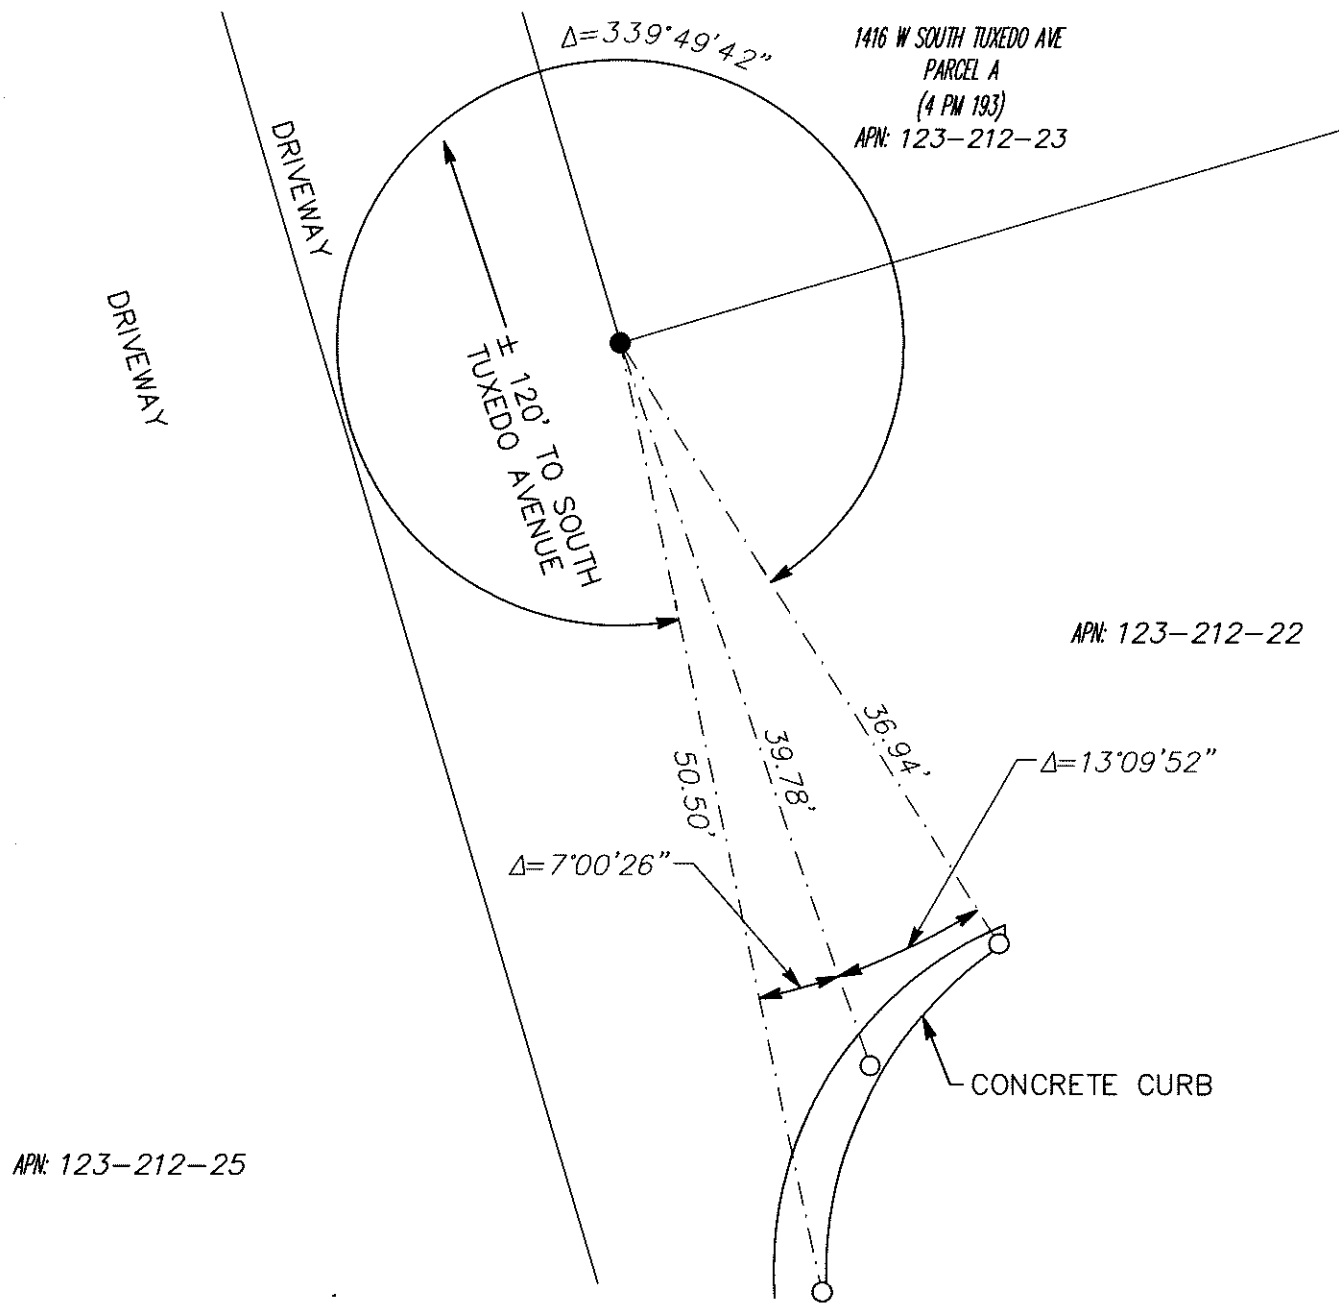 Δ=339°49'42"
1416 W SOUTH TUXEDO AVE
PARCEL A
(4 PM 193)
APN: 123-212-23
DRIVEWAY
DRIVEWAY
± 120' TO SOUTH
TUXEDO AVENUE
APN: 123-212-22
36.94'
39.78'
50.50'
Δ=13°09'52"
Δ=7°00'26"
CONCRETE CURB
APN: 123-212-25